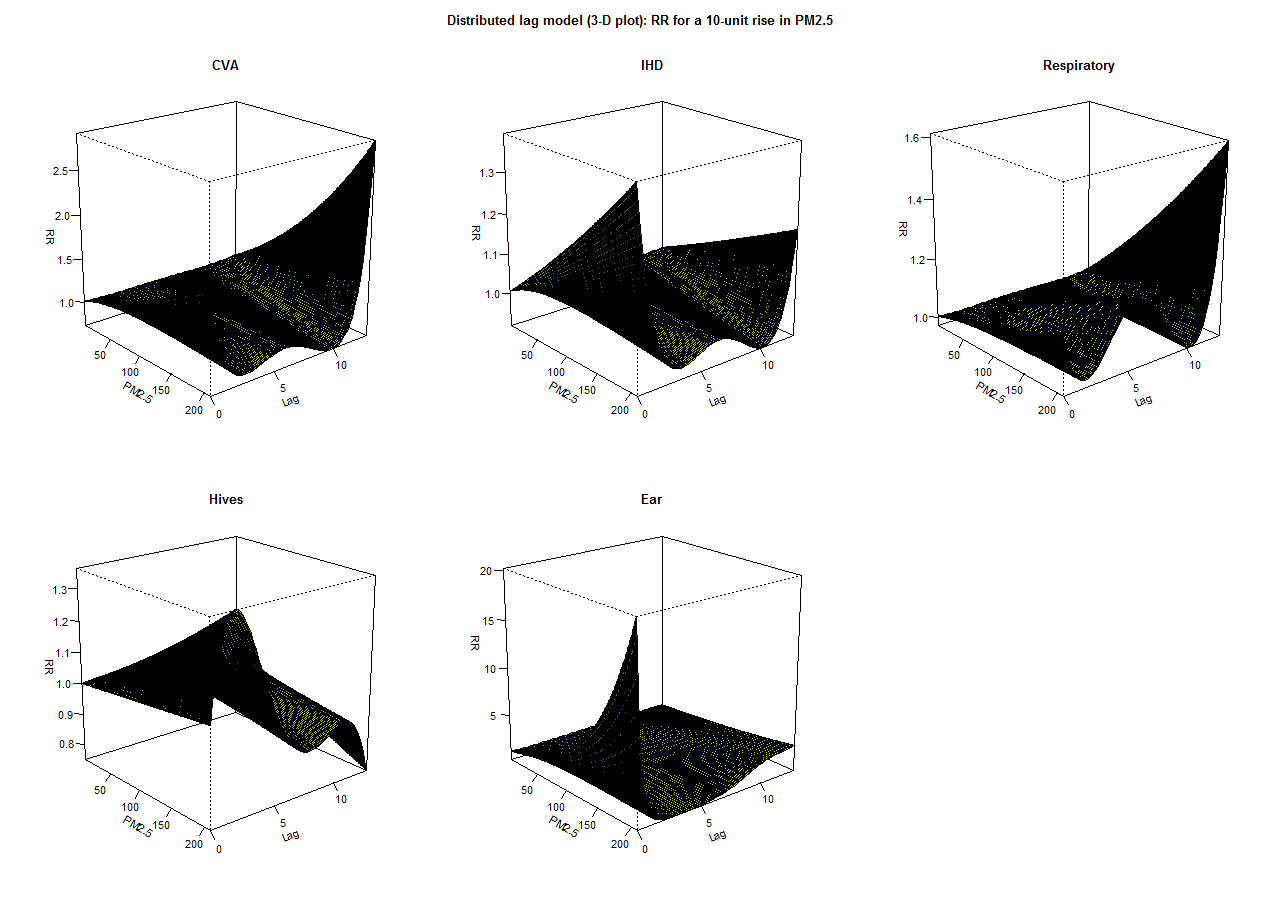 Distributed lag model (3-D plot): RR for a 10-unit rise in PM2.5
CVA
2.5
2.0
1.5
1.0
RR
50
100
150
200
PM2.5
0
5
10
Lag
IHD
1.3
1.2
1.1
1.0
RR
50
100
150
200
PM2.5
0
5
10
Lag
Respiratory
1.6
1.4
1.2
1.0
RR
50
100
150
200
PM2.5
0
5
10
Lag
Hives
1.3
1.2
1.1
1.0
0.9
0.8
RR
50
100
150
200
PM2.5
0
5
10
Lag
Ear
20
15
10
5
RR
50
100
150
200
PM2.5
0
5
10
Lag